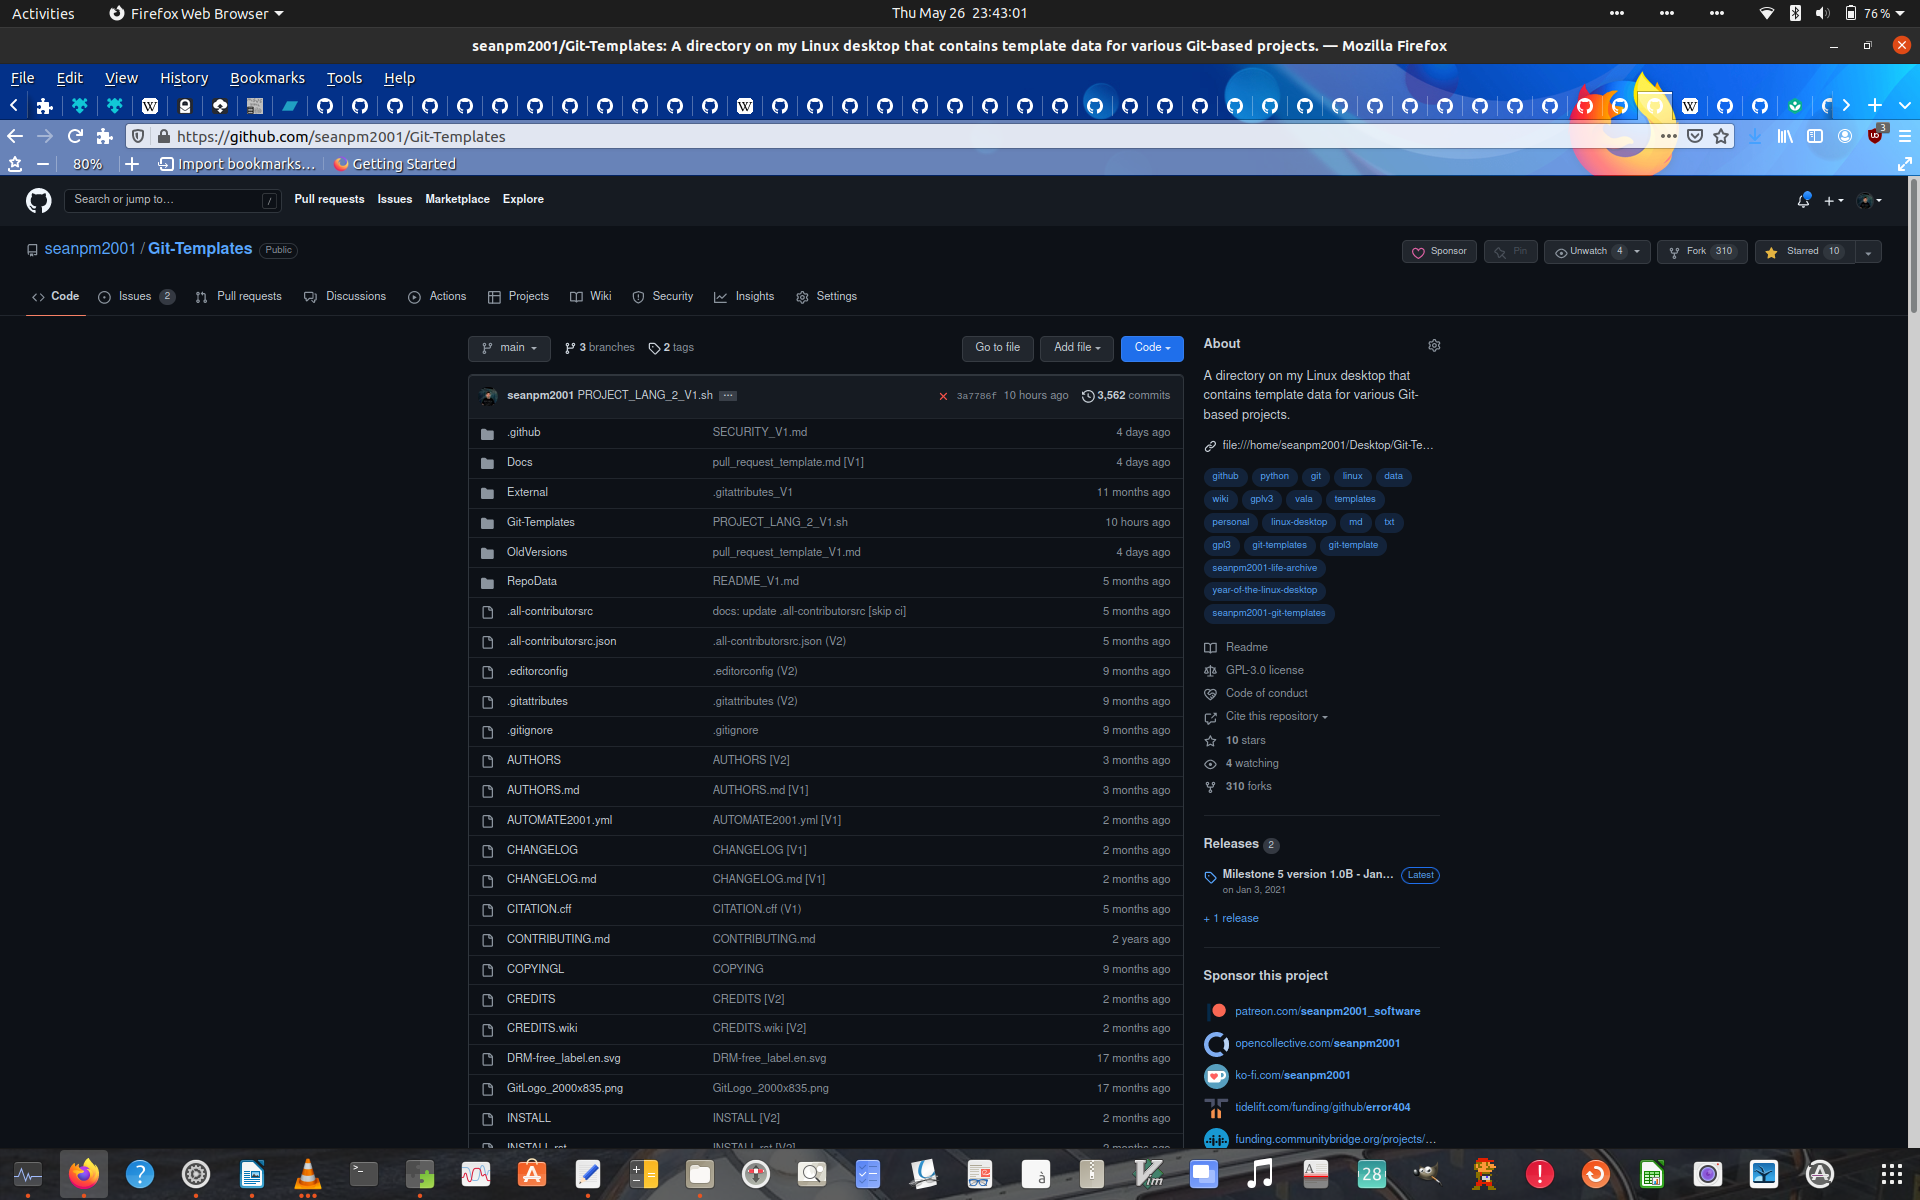 Activities Firefox Web Browser Thu May 26 23:43:01 76 %
seanpm2001/Git-Templates: A directory on my Linux desktop that contains template data for various Git-based projects. — Mozilla Firefox
File Edit View History Bookmarks Tools Help
https://github.com/seanpm2001/Git-Templates 3
80% Import bookmarks... Getting Started
Search or jump to... / Pull requests Issues Marketplace Explore
seanpm2001 / Git-Templates Public
Sponsor Pin Unwatch 4 Fork 310 Starred 10
Code Issues 2 Pull requests Discussions Actions Projects Wiki Security Insights Settings
main 3 branches 2 tags Go to file Add file Code
seanpm2001 PROJECT_LANG_2_V1.sh ... 3a7786f 10 hours ago 3,562 commits
.github SECURITY_V1.md 4 days ago
Docs pull_request_template.md [V1] 4 days ago
External .gitattributes_V1 11 months ago
Git-Templates PROJECT_LANG_2_V1.sh 10 hours ago
OldVersions pull_request_template_V1.md 4 days ago
RepoData README_V1.md 5 months ago
.all-contributorsrc docs: update .all-contributorsrc [skip ci] 5 months ago
.all-contributorsrc.json .all-contributorsrc.json (V2) 5 months ago
.editorconfig .editorconfig (V2) 9 months ago
.gitattributes .gitattributes (V2) 9 months ago
.gitignore .gitignore 9 months ago
AUTHORS AUTHORS [V2] 3 months ago
AUTHORS.md AUTHORS.md [V1] 3 months ago
AUTOMATE2001.yml AUTOMATE2001.yml [V1] 2 months ago
CHANGELOG CHANGELOG [V1] 2 months ago
CHANGELOG.md CHANGELOG.md [V1] 2 months ago
CITATION.cff CITATION.cff (V1) 5 months ago
CONTRIBUTING.md CONTRIBUTING.md 2 years ago
COPYINGL COPYING 9 months ago
CREDITS CREDITS [V2] 2 months ago
CREDITS.wiki CREDITS.wiki [V2] 2 months ago
DRM-free_label.en.svg DRM-free_label.en.svg 17 months ago
GitLogo_2000x835.png GitLogo_2000x835.png 17 months ago
INSTALL INSTALL [V2] 2 months ago
About
A directory on my Linux desktop that
contains template data for various Git-
based projects.
file:///home/seanpm2001/Desktop/Git-Te...
github python git linux data
wiki gplv3 vala templates
personal linux-desktop md txt
gpl3 git-templates git-template
seanpm2001-life-archive
year-of-the-linux-desktop
seanpm2001-git-templates
Readme
GPL-3.0 license
Code of conduct
Cite this repository
10 stars
4 watching
310 forks
Releases 2
Milestone 5 version 1.0B - Jan... Latest
on Jan 3, 2021
+ 1 release
Sponsor this project
patreon.com/seanpm2001_software
opencollective.com/seanpm2001
ko-fi.com/seanpm2001
tidelift.com/funding/github/error404
funding.communitybridge.org/projects/...
28